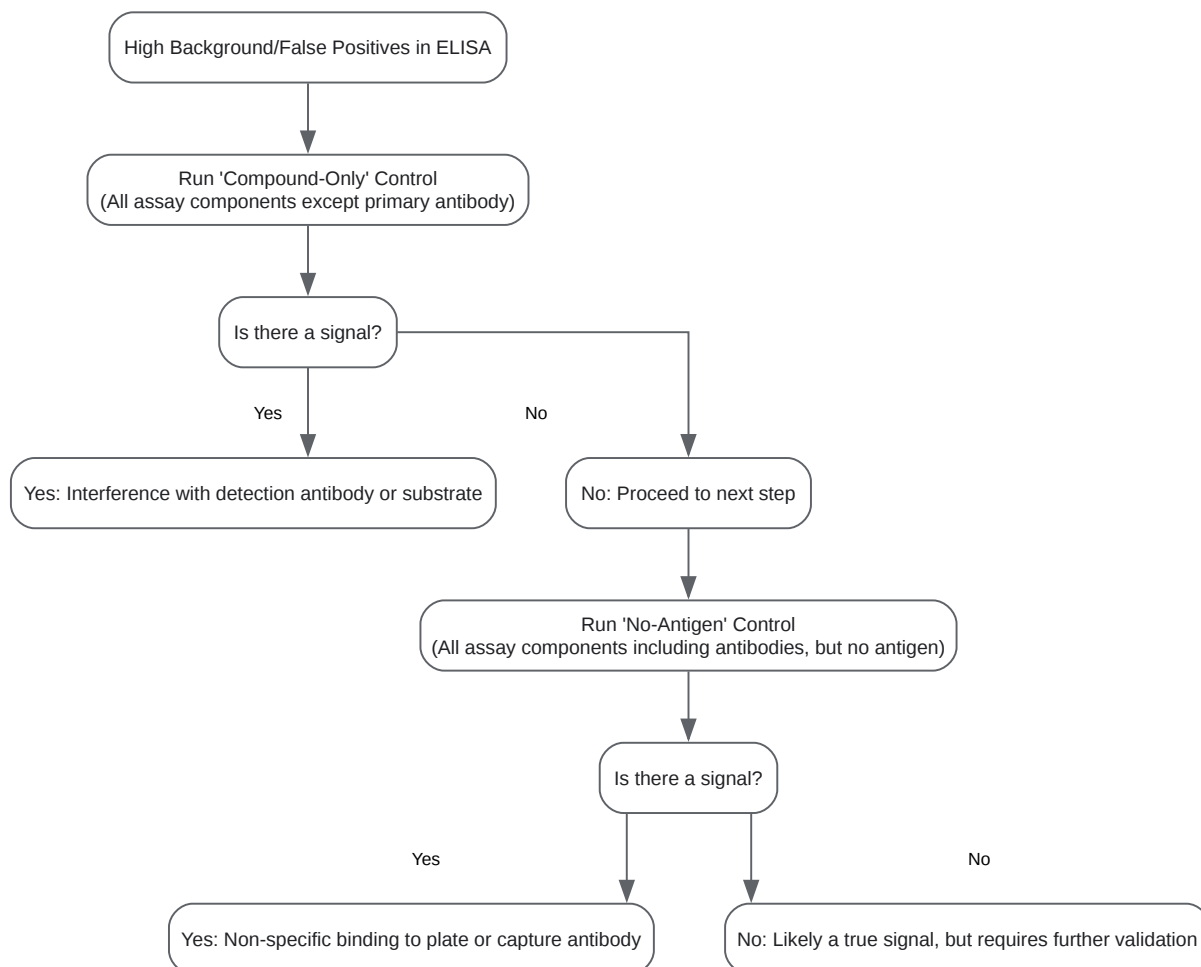 High Background/False Positives in ELISA
Run 'Compound-Only' Control
(All assay components except primary antibody)
Is there a signal?
Yes
No
Yes: Interference with detection antibody or substrate
No: Proceed to next step
Run 'No-Antigen' Control
(All assay components including antibodies, but no antigen)
Is there a signal?
Yes
No
Yes: Non-specific binding to plate or capture antibody
No: Likely a true signal, but requires further validation